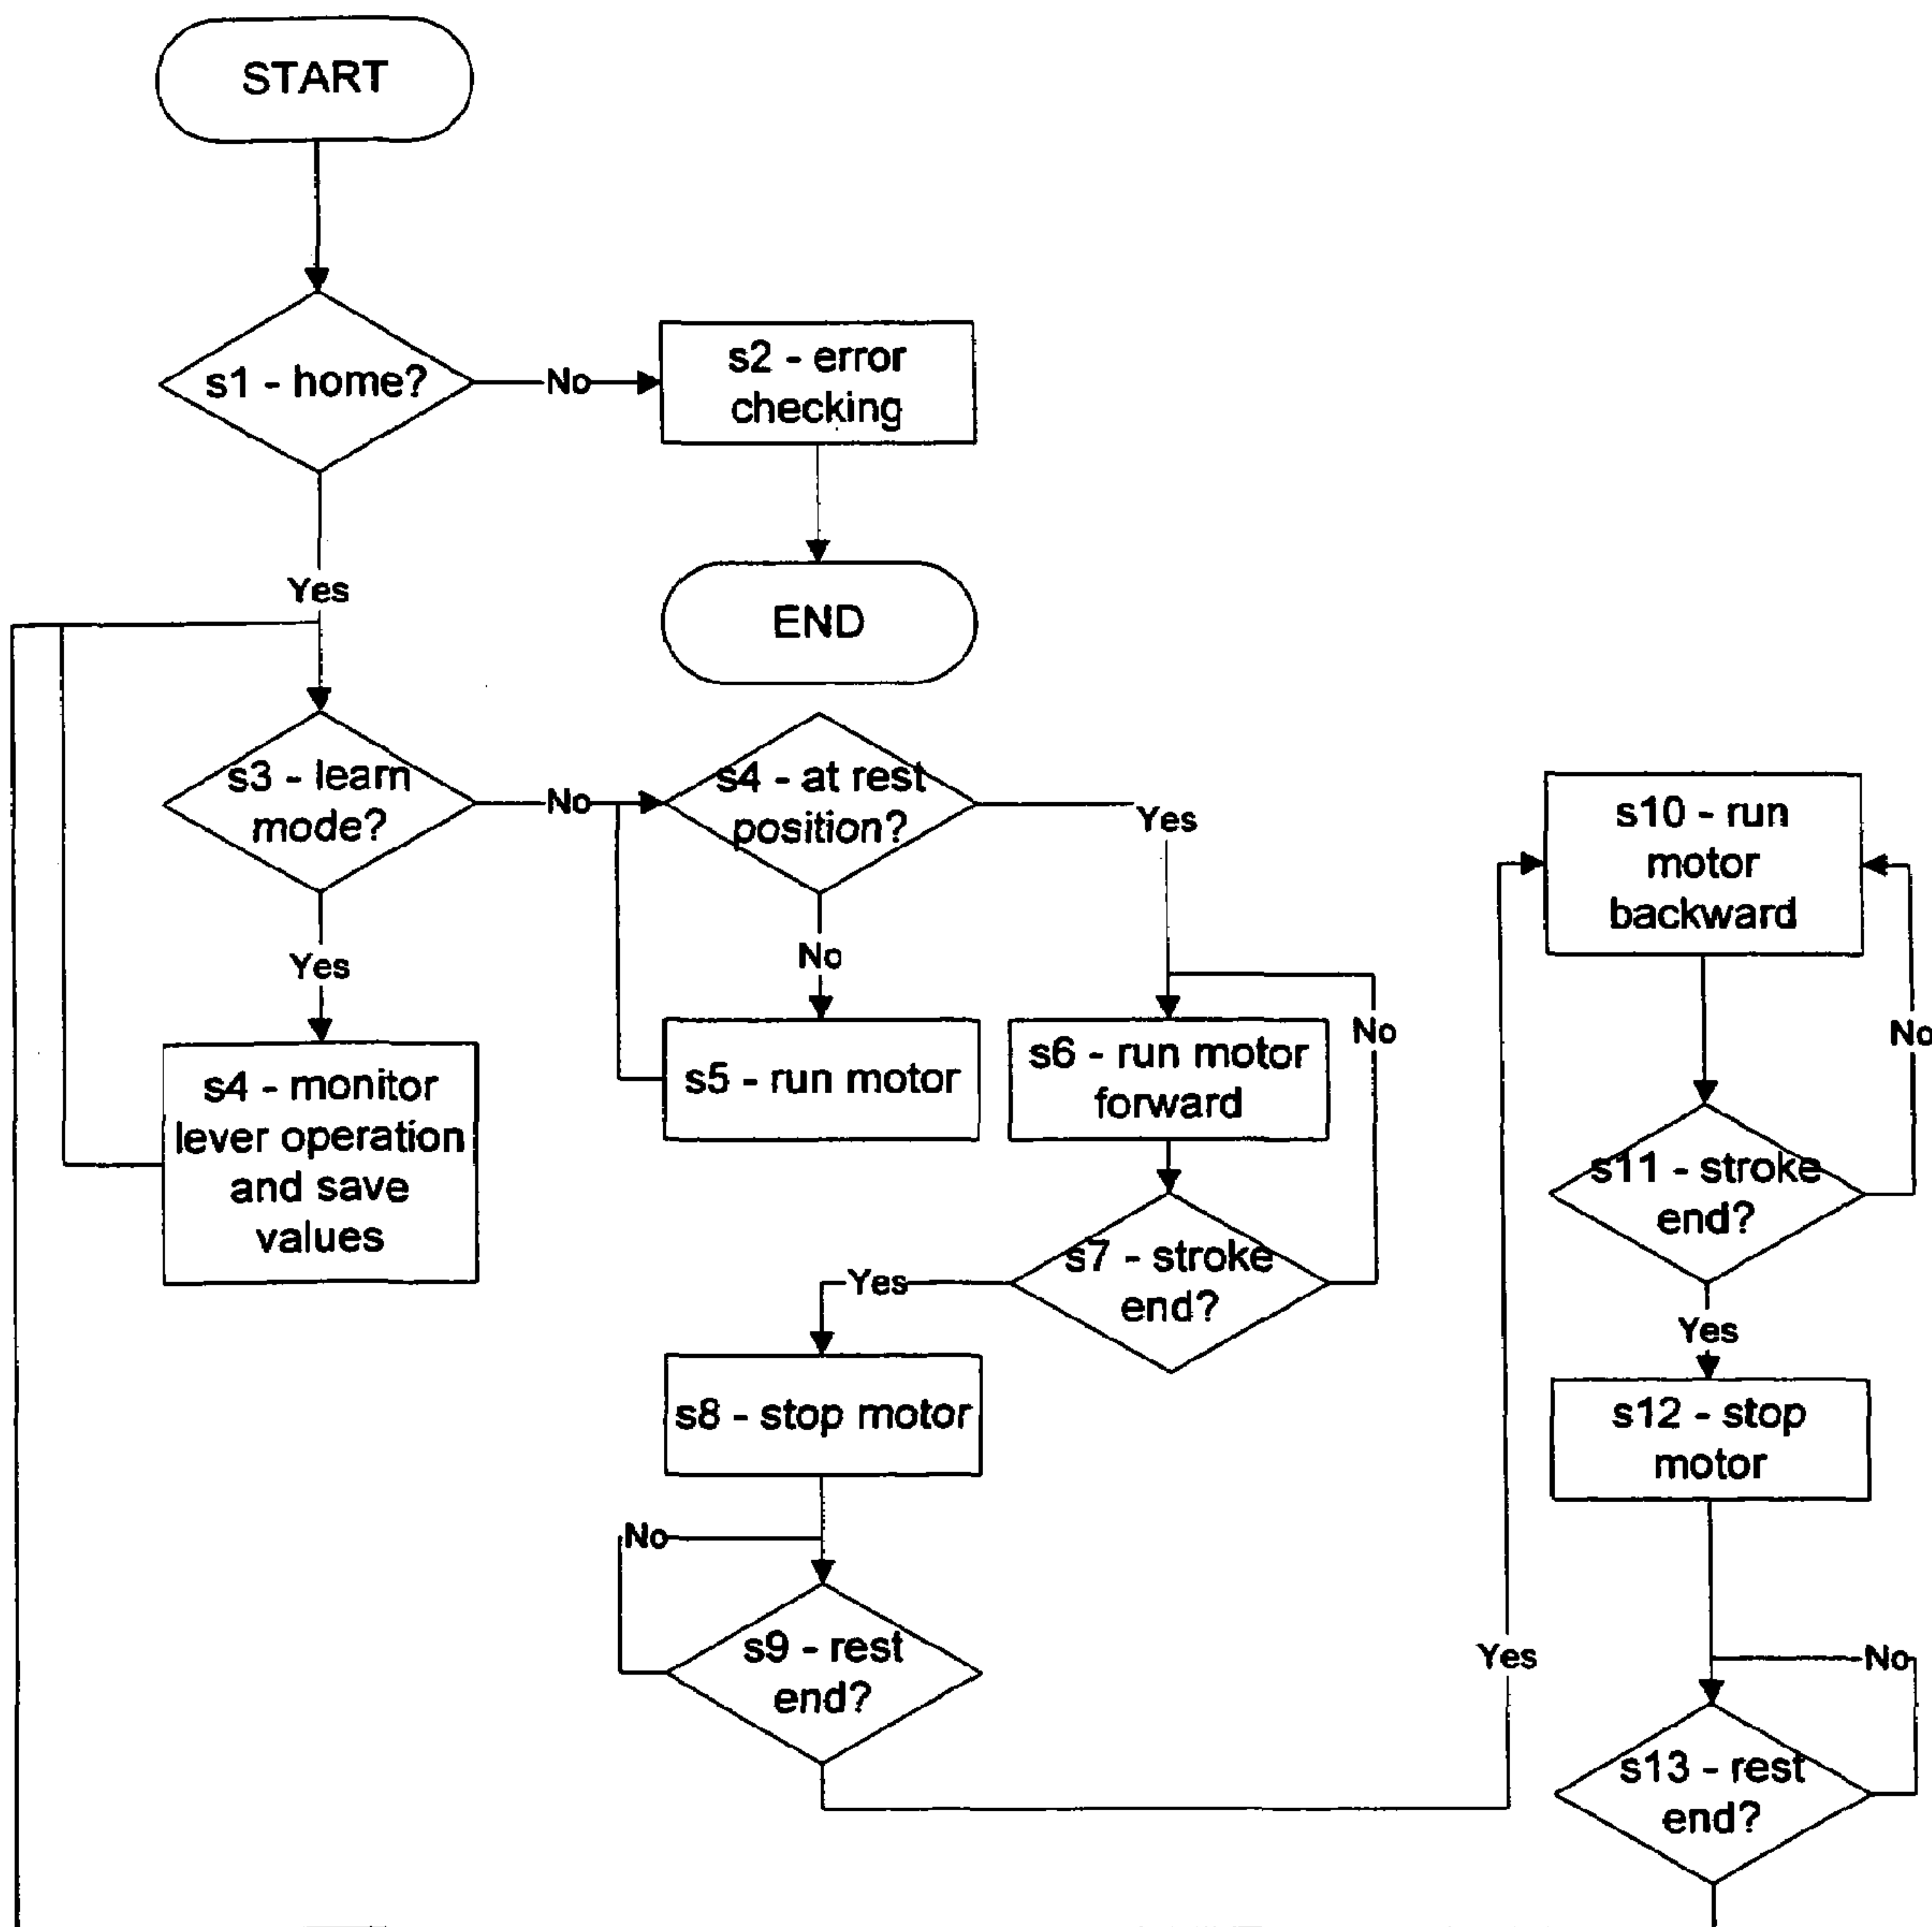 START
s1 - home?
No
s2 - error
checking
Yes
END
s3 - learn
mode?
No
s4 - at rest
position?
Yes
s10 - run
motor
backward
Yes
No
No
No
s4 - monitor
lever operation
and save
values
s5 - run motor
s6 - run motor
forward
s11 - stroke
end?
s7 - stroke
end?
Yes
Yes
s8 - stop motor
s12 - stop
motor
No
s9 - rest
end?
Yes
No
s13 - rest
end?